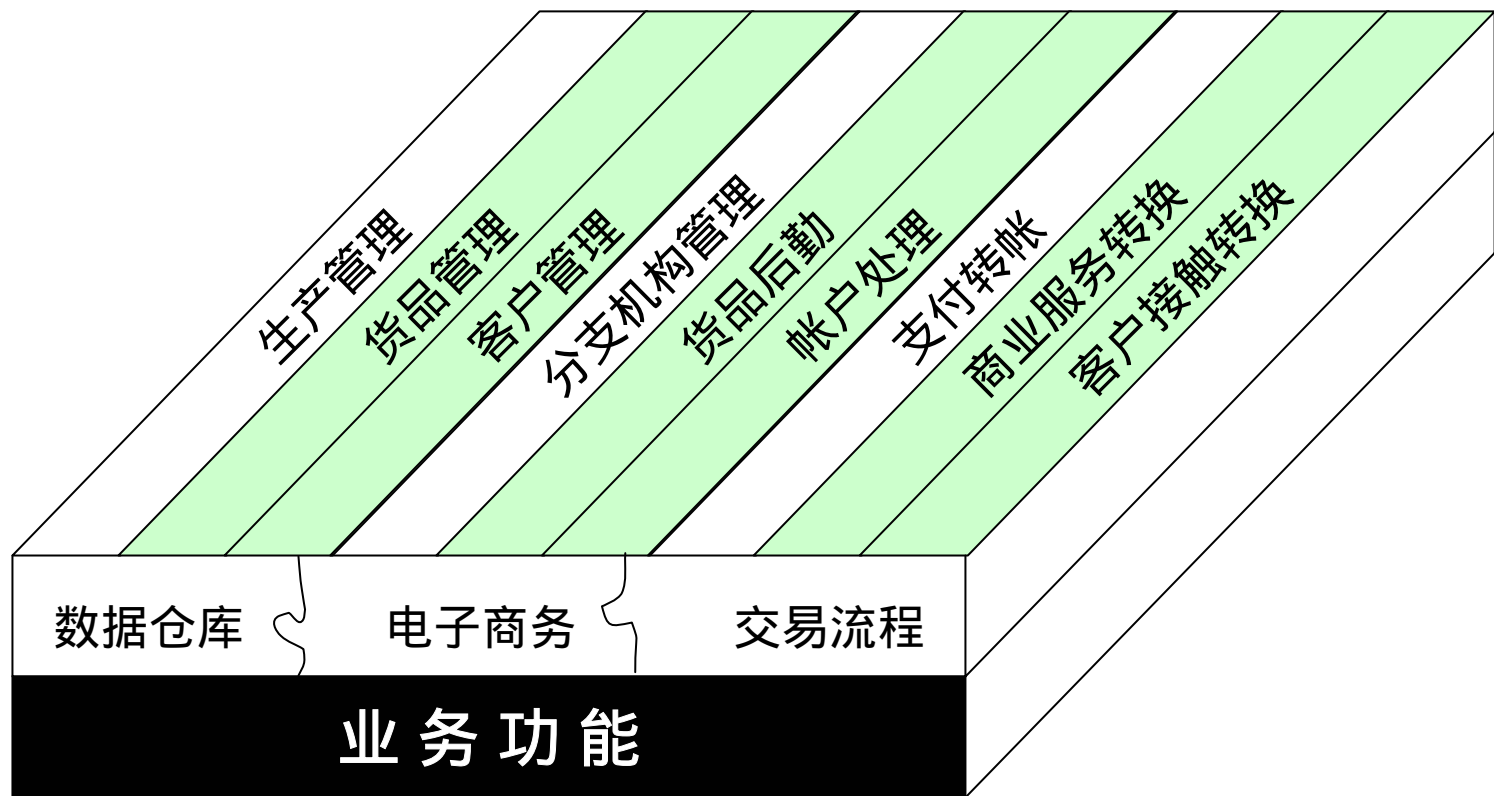 生产管理
货品管理
客户管理
分支机构管理
货品后勤
帐户处理
支付转帐
商业服务转换
客户接触转换
数据仓库
电子商务
交易流程
业务功能